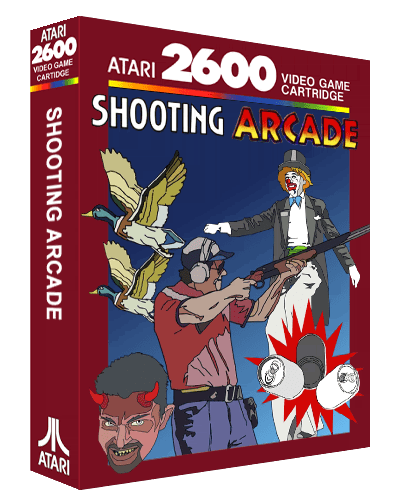 ATARI
2600
VIDEO GAME
CARTRIDGE
SHOOTING ARCADE
ATARI
ATARI 2600 VIDEO GAME
CARTRIDGE
SHOOTING ARCADE